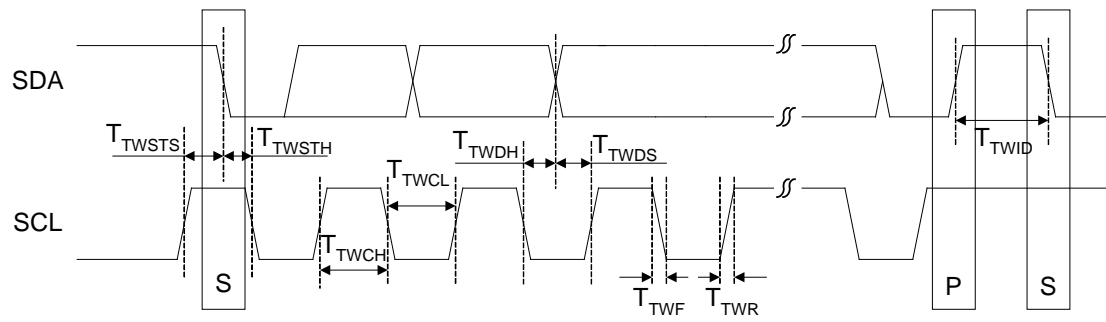 SDA
T_TWSTS T_TWSTH T_TWDH T_TWDS T_TWID
T_TWCL
SCL
T_TWCH
S P S
T_TWF T_TWR